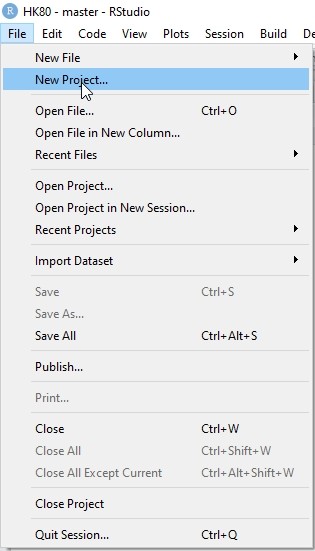 R HK80 - master - RStudio
File Edit Code View Plots Session Build De
New File
New Project...
Open File... Ctrl+O
Open File in New Column...
Recent Files
Open Project...
Open Project in New Session...
Recent Projects
Import Dataset
Save Ctrl+S
Save As...
Save All Ctrl+Alt+S
Publish...
Print...
Close Ctrl+W
Close All Ctrl+Shift+W
Close All Except Current Ctrl+Alt+Shift+W
Close Project
Quit Session... Ctrl+Q